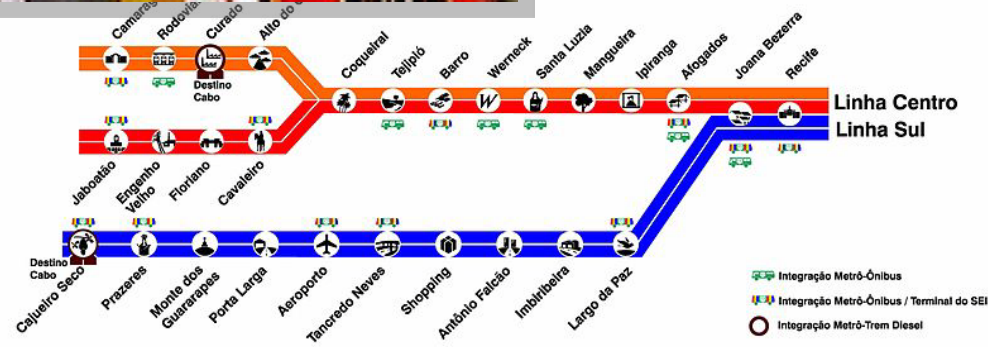 Curado
Destino
Cabo
Coqueiral
Tejipió
Barro
Werneck
Santa Luzia
Mangueira
Ipiranga
Afogados
Joana Bezerra
Recife
Linha Centro
Linha Sul
Jaboatão
Engenho
Velho
Floriano
Cavaleiro
Destino
Cabo
Cajueiro Seco
Prazeres
Monte dos
Guararapes
Porta Larga
Aeroporto
Tancredo Neves
Shopping
Antônio Falcão
Imbiribeira
Largo da Paz
Integração Metrô-Ônibus
Integração Metrô-Ônibus / Terminal do SEI
Integração Metrô-Trem Diesel